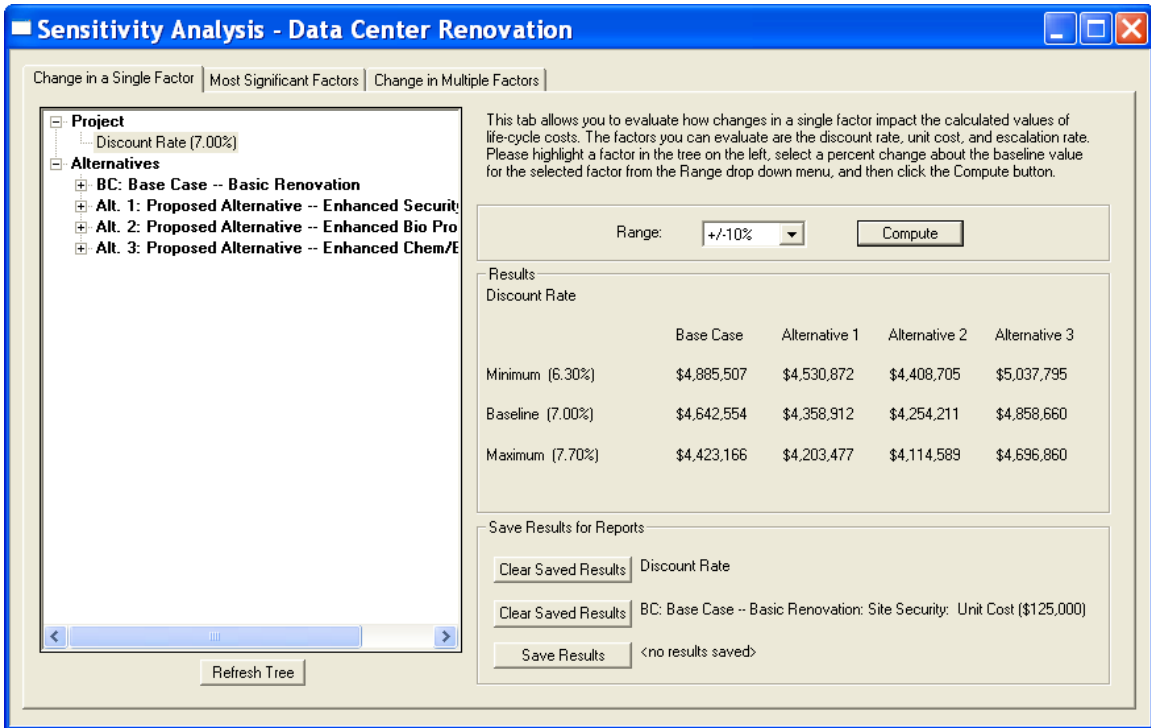 Sensitivity Analysis - Data Center Renovation
Change in a Single Factor
Most Significant Factors
Change in Multiple Factors
Project
Discount Rate (7.00%)
Alternatives
BC: Base Case -- Basic Renovation
Alt. 1: Proposed Alternative -- Enhanced Securit
Alt. 2: Proposed Alternative -- Enhanced Bio Pro
Alt. 3: Proposed Alternative -- Enhanced Chem/B
Refresh Tree
This tab allows you to evaluate how changes in a single factor impact the calculated values of
life-cycle costs. The factors you can evaluate are the discount rate, unit cost, and escalation rate.
Please highlight a factor in the tree on the left, select a percent change about the baseline value
for the selected factor from the Range drop down menu, and then click the Compute button.
Range: +/-10% Compute
Results
Discount Rate
Base Case Alternative 1 Alternative 2 Alternative 3
Minimum (6.30%) $4,885,507 $4,530,872 $4,408,705 $5,037,795
Baseline (7.00%) $4,642,554 $4,358,912 $4,254,211 $4,858,660
Maximum (7.70%) $4,423,166 $4,203,477 $4,114,589 $4,696,860
Save Results for Reports
Clear Saved Results Discount Rate
Clear Saved Results BC: Base Case -- Basic Renovation: Site Security: Unit Cost ($125,000)
Save Results <no results saved>